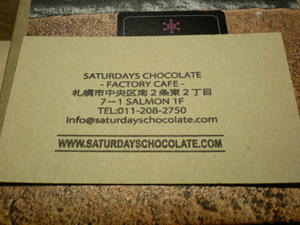 SATURDAYS CHOCOLATE
- FACTORY CAFE -
札幌市中央区南2条東2丁目
7ー1 SALMON 1F
TEL:011-208-2750
Info@saturdayschocolate.com
WWW.SATURDAYSCHOCOLATE.COM